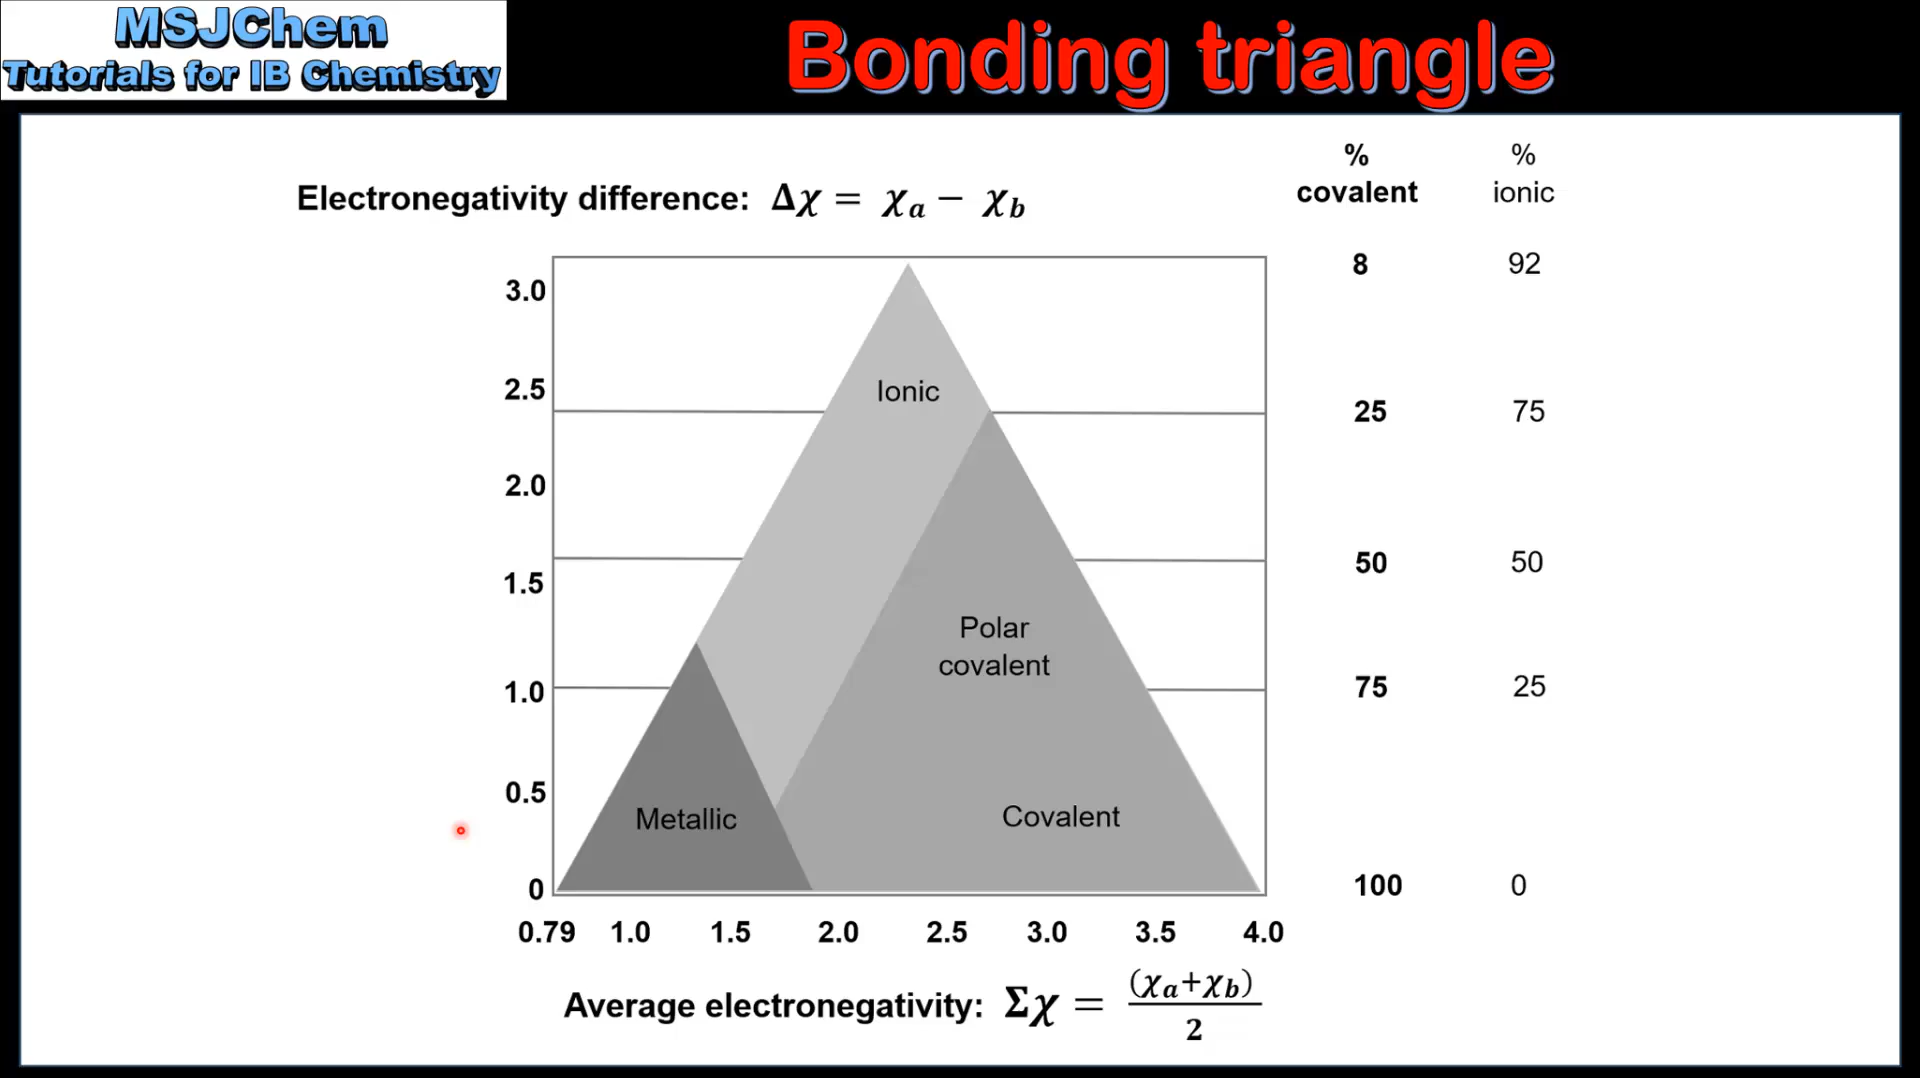 MSJChem
Tutorials for IB Chemistry
Bonding triangle
Electronegativity difference: Δχ = χₐ − χ_b
% covalent
% ionic
3.0
2.5
2.0
1.5
1.0
0.5
0
Ionic
Polar
covalent
Metallic
Covalent
8 92
25 75
50 50
75 25
100 0
0.79 1.0 1.5 2.0 2.5 3.0 3.5 4.0
Average electronegativity: Σχ = (χₐ+χ_b)
2